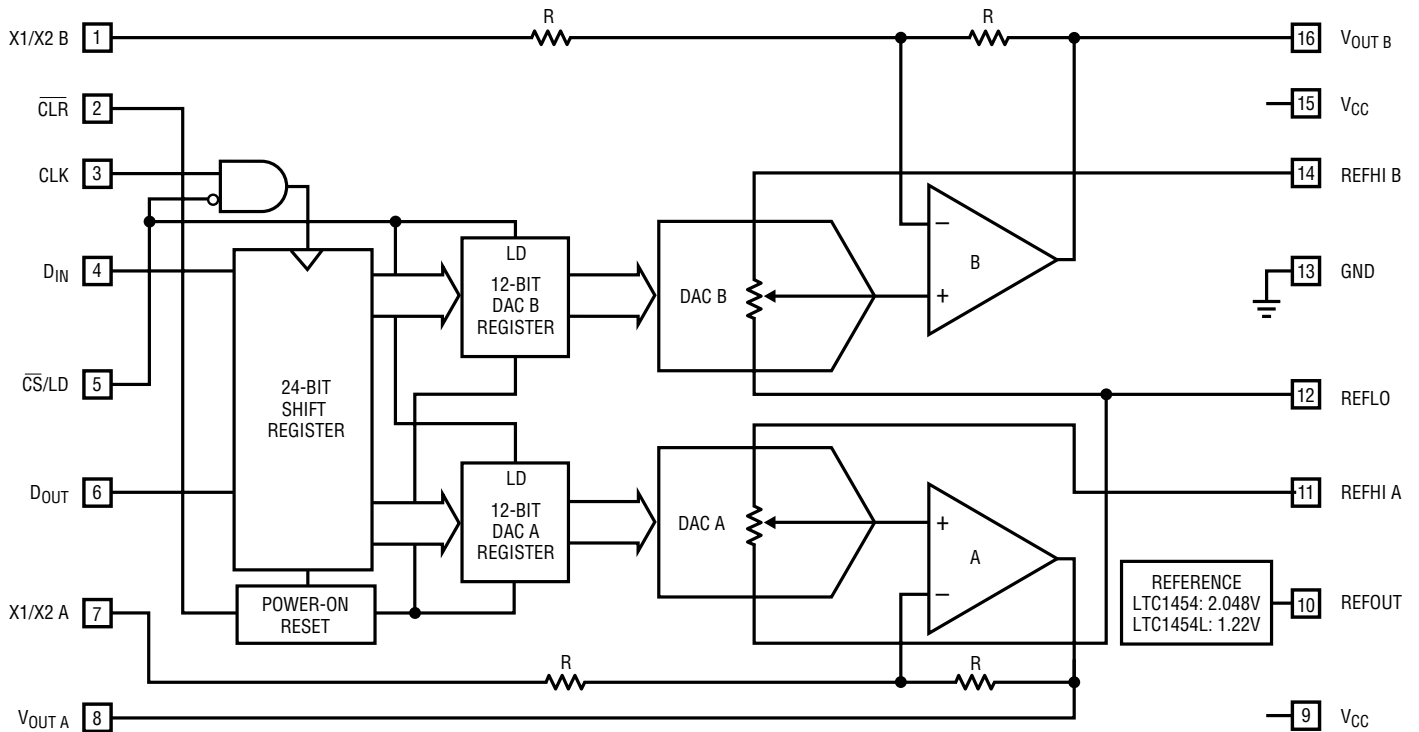 X1/X2 B 1 R R 16 VOUT B
CLR 2 15 VCC
CLK 3 14 REFHI B
DIN 4 13 GND
LD
12-BIT
DAC B
REGISTER
DAC B
−
B
+
CS/LD 5 12 REFLO
24-BIT
SHIFT
REGISTER
DOUT 6 11 REFHI A
LD
12-BIT
DAC A
REGISTER
DAC A
+
A
−
REFERENCE
LTC1454: 2.048V
LTC1454L: 1.22V
10 REFOUT
X1/X2 A 7
POWER-ON
RESET
R R
VOUT A 8 9 VCC